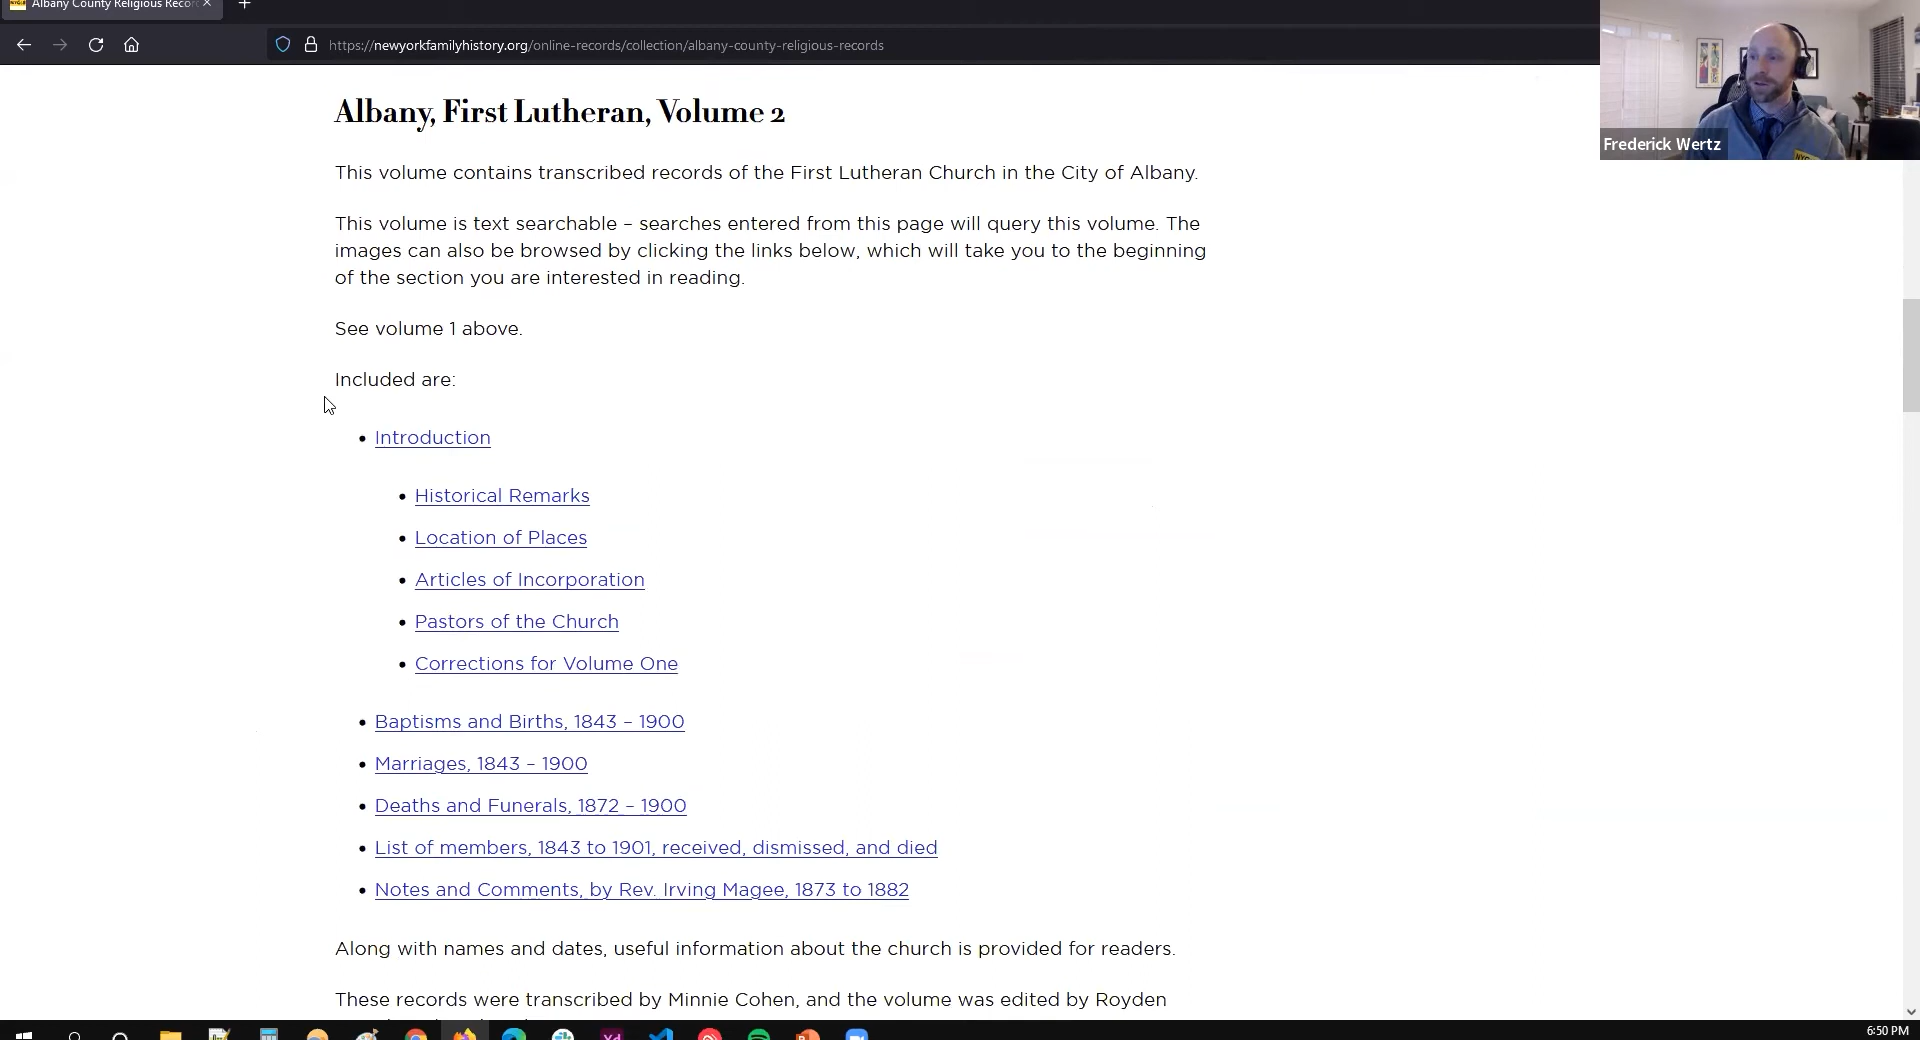 Albany County Religious Recor
https://newyorkfamilyhistory.org/online-records/collection/albany-county-religious-records
Frederick Wertz
Albany, First Lutheran, Volume 2
This volume contains transcribed records of the First Lutheran Church in the City of Albany.
This volume is text searchable – searches entered from this page will query this volume. The
images can also be browsed by clicking the links below, which will take you to the beginning
of the section you are interested in reading.
See volume 1 above.
Included are:
Introduction
Historical Remarks
Location of Places
Articles of Incorporation
Pastors of the Church
Corrections for Volume One
Baptisms and Births, 1843 – 1900
Marriages, 1843 – 1900
Deaths and Funerals, 1872 – 1900
List of members, 1843 to 1901, received, dismissed, and died
Notes and Comments, by Rev. Irving Magee, 1873 to 1882
Along with names and dates, useful information about the church is provided for readers.
These records were transcribed by Minnie Cohen, and the volume was edited by Royden
Xd
6:50 PM